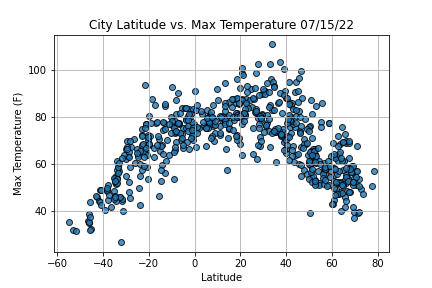 City Latitude vs. Max Temperature 07/15/22
Max Temperature (F)
100
80
60
40
−60 −40 −20 0 20 40 60 80
Latitude